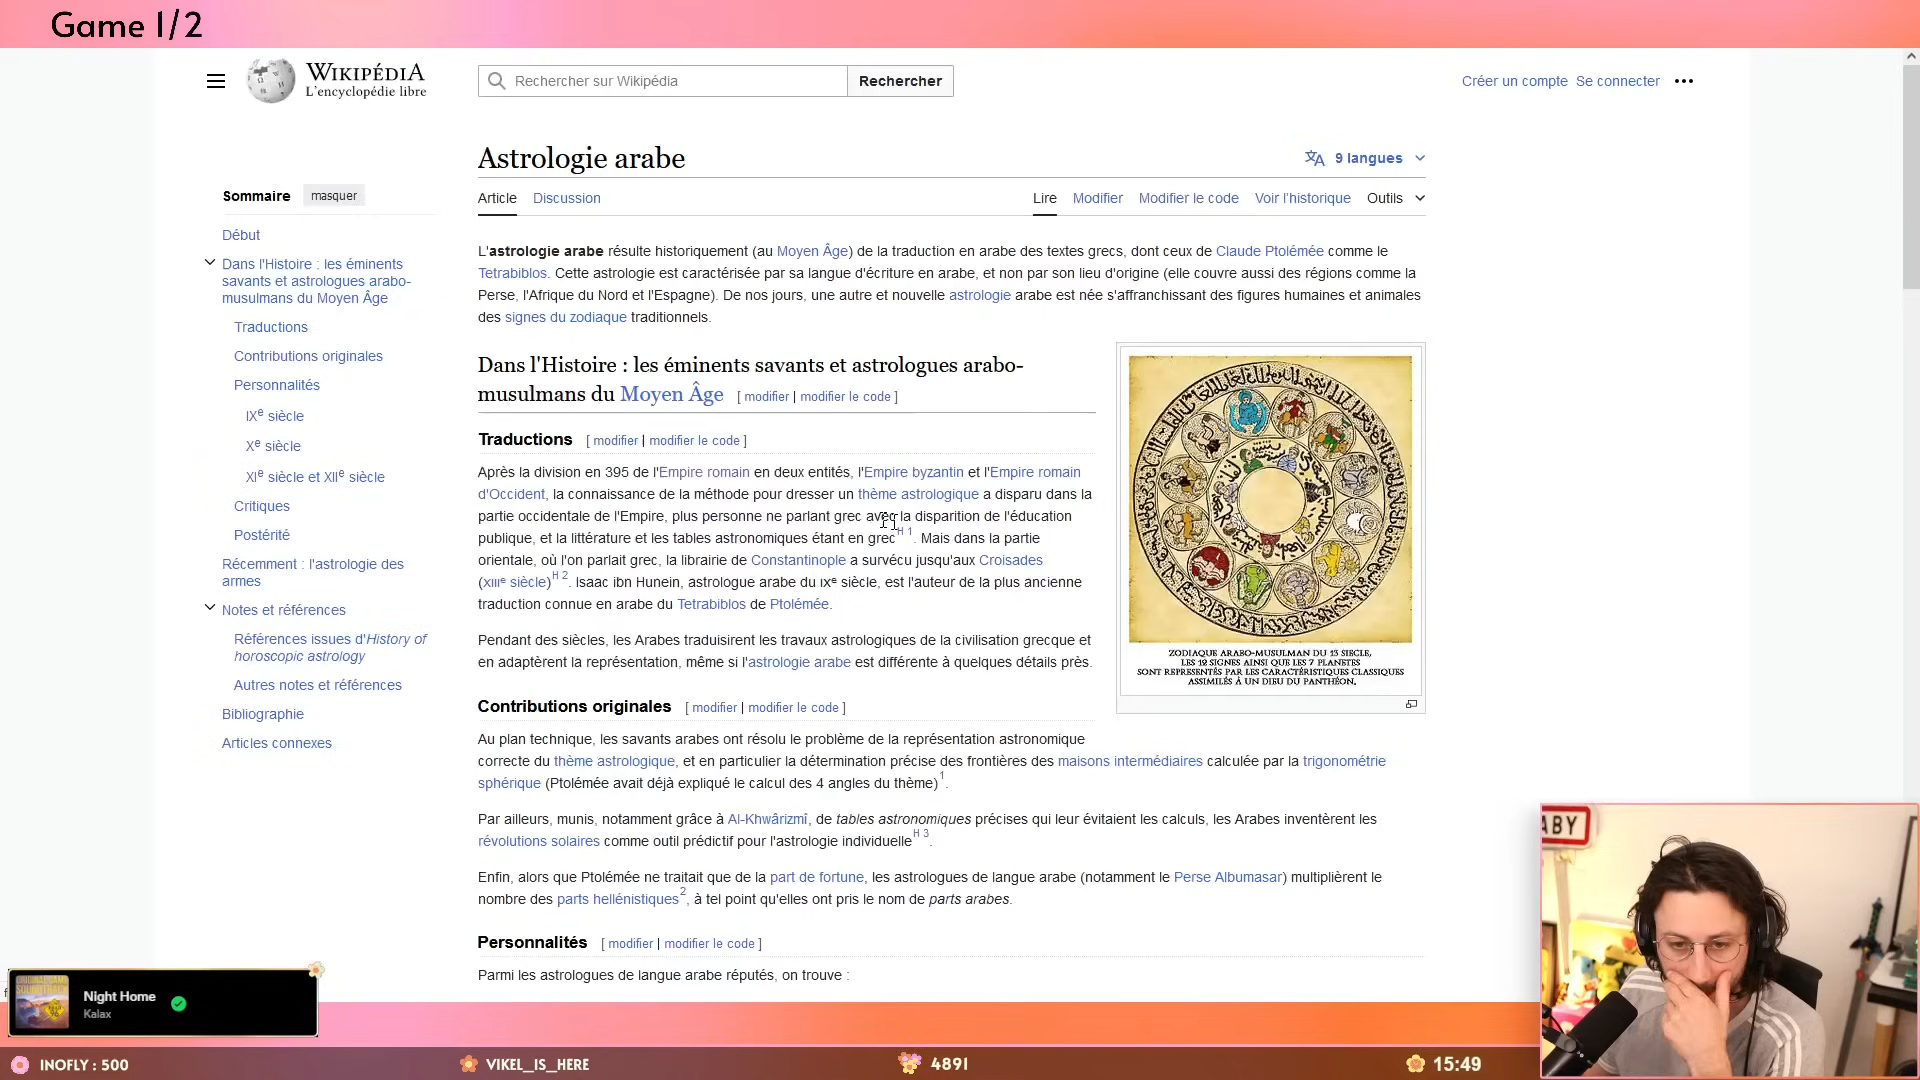 Game 1/2
WIKIPÉDIA
L'encyclopédie libre
Rechercher sur Wikipédia
Rechercher
Créer un compte Se connecter
Astrologie arabe
9 langues
Article Discussion
Lire Modifier Modifier le code Voir l'historique Outils
Sommaire masquer
Début
Dans l'Histoire : les éminents
savants et astrologues arabo-
musulmans du Moyen Âge
Traductions
Contributions originales
Personnalités
IXe siècle
Xe siècle
XIe siècle et XIIe siècle
Critiques
Postérité
Récemment : l'astrologie des
armes
Notes et références
Références issues d'History of
horoscopic astrology
Autres notes et références
Bibliographie
Articles connexes
L'astrologie arabe résulte historiquement (au Moyen Âge) de la traduction en arabe des textes grecs, dont ceux de Claude Ptolémée comme le
Tetrabiblos. Cette astrologie est caractérisée par sa langue d'écriture en arabe, et non par son lieu d'origine (elle couvre aussi des régions comme la
Perse, l'Afrique du Nord et l'Espagne). De nos jours, une autre et nouvelle astrologie arabe est née s'affranchissant des figures humaines et animales
des signes du zodiaque traditionnels.
Dans l'Histoire : les éminents savants et astrologues arabo-
musulmans du Moyen Âge [ modifier | modifier le code ]
Traductions [ modifier | modifier le code ]
Après la division en 395 de l'Empire romain en deux entités, l'Empire byzantin et l'Empire romain
d'Occident, la connaissance de la méthode pour dresser un thème astrologique a disparu dans la
partie occidentale de l'Empire, plus personne ne parlant grec avec la disparition de l'éducation
publique, et la littérature et les tables astronomiques étant en grec H 1. Mais dans la partie
orientale, où l'on parlait grec, la librairie de Constantinople a survécu jusqu'aux Croisades
(XIIIe siècle) H 2. Isaac ibn Hunein, astrologue arabe du IXe siècle, est l'auteur de la plus ancienne
traduction connue en arabe du Tetrabiblos de Ptolémée.
Pendant des siècles, les Arabes traduisirent les travaux astrologiques de la civilisation grecque et
en adaptèrent la représentation, même si l'astrologie arabe est différente à quelques détails près.
ZODIAQUE ARABO-MUSULMAN DU 13 SIECLE,
LES 12 SIGNES AINSI QUE LES 7 PLANETES
SONT REPRESENTÉS PAR LES CARACTÉRISTIQUES CLASSIQUES
ASSIMILÉS À UN DIEU DU PANTHÉON.
Contributions originales [ modifier | modifier le code ]
Au plan technique, les savants arabes ont résolu le problème de la représentation astronomique
correcte du thème astrologique, et en particulier la détermination précise des frontières des maisons intermédiaires calculée par la trigonométrie
sphérique (Ptolémée avait déjà expliqué le calcul des 4 angles du thème) 1.
Par ailleurs, munis, notamment grâce à Al-Khwârizmî, de tables astronomiques précises qui leur évitaient les calculs, les Arabes inventèrent les
révolutions solaires comme outil prédictif pour l'astrologie individuelle H 3.
Enfin, alors que Ptolémée ne traitait que de la part de fortune, les astrologues de langue arabe (notamment le Perse Albumasar) multiplièrent le
nombre des parts hellénistiques 2, à tel point qu'elles ont pris le nom de parts arabes.
Personnalités [ modifier | modifier le code ]
Parmi les astrologues de langue arabe réputés, on trouve :
ABY
Night Home
Kalax
INOFLY : 500
VIKEL_IS_HERE
4891
15:49